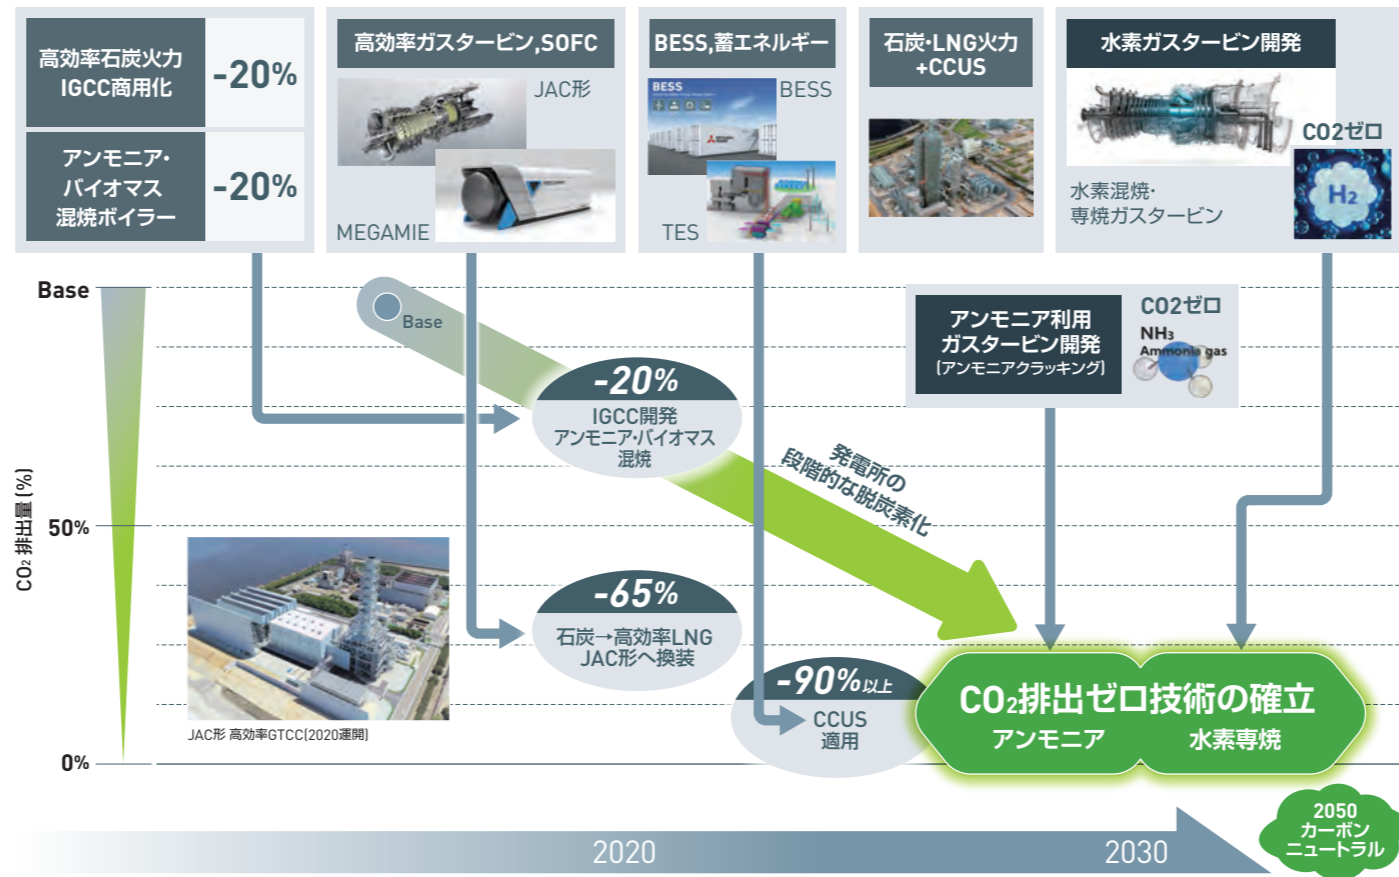 高効率石炭火力
IGCC商用化
-20%
アンモニア・
バイオマス
混焼ボイラー
-20%
高効率ガスタービン,SOFC
JAC形
MEGAMIE
BESS,蓄エネルギー
BESS
BESS
TES
石炭・LNG火力
+CCUS
水素ガスタービン開発
CO2ゼロ
H2
水素混焼・
専焼ガスタービン
Base
Base
アンモニア利用
ガスタービン開発
(アンモニアクラッキング)
CO2ゼロ
NH3
Ammonia gas
-20%
IGCC開発
アンモニア・バイオマス
混焼
発電所の
段階的な脱炭素化
CO2 排出量 (%)
50%
-65%
石炭→高効率LNG
JAC形へ換装
-90%以上
CCUS
適用
CO2排出ゼロ技術の確立
アンモニア
水素専焼
JAC形 高効率GTCC(2020運開)
0%
2020
2030
2050
カーボン
ニュートラル